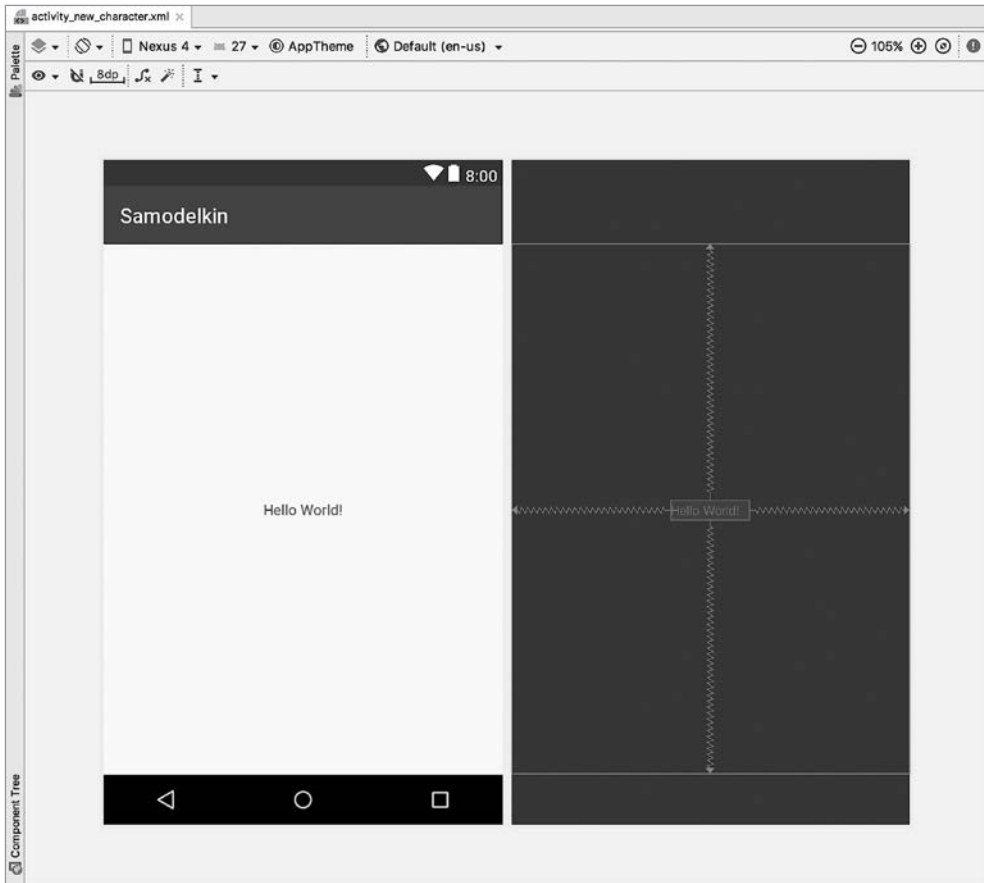 activity_new_character.xml
Palette
Nexus 4 27 AppTheme Default (en-us) 105%
8dp
8:00
Samodelkin
Hello World!
Hello World!
Component Tree